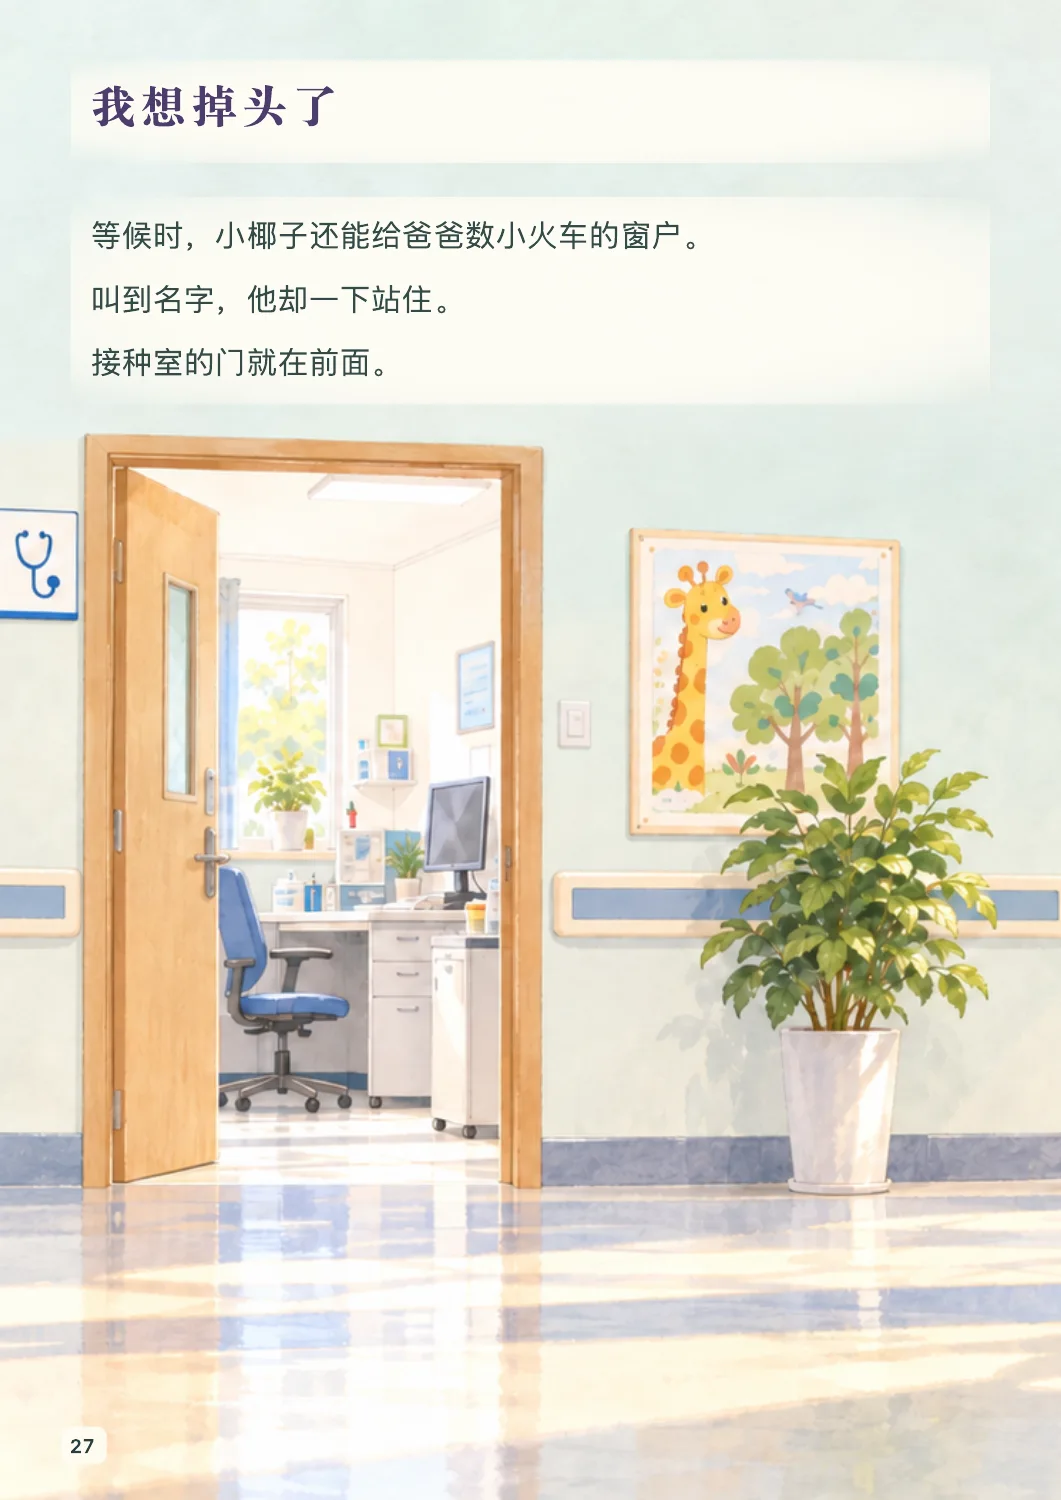 我想掉头了
等候时，小椰子还能给爸爸数小火车的窗户。
叫到名字，他却一下站住。
接种室的门就在前面。
27